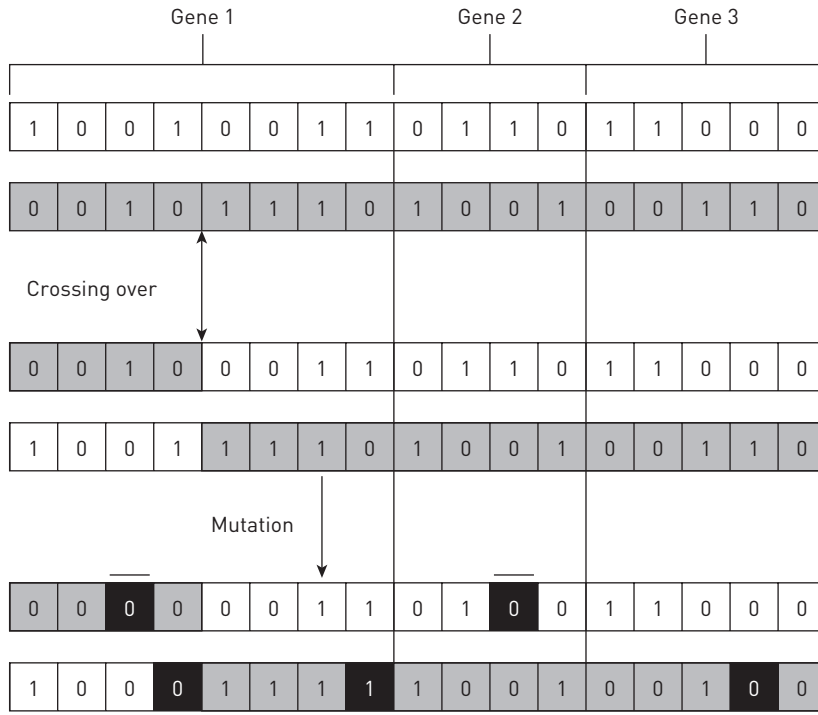 Gene 1 Gene 2 Gene 3
1 0 0 1 0 0 1 1 0 1 1 0 1 1 0 0 0
0 0 1 0 1 1 1 0 1 0 0 1 0 0 1 1 0
Crossing over
0 0 1 0 0 0 1 1 0 1 1 0 1 1 0 0 0
1 0 0 1 1 1 1 0 1 0 0 1 0 0 1 1 0
Mutation
0 0 0 0 0 0 1 1 0 1 0 0 1 1 0 0 0
1 0 0 0 1 1 1 1 1 0 0 1 0 0 1 0 0